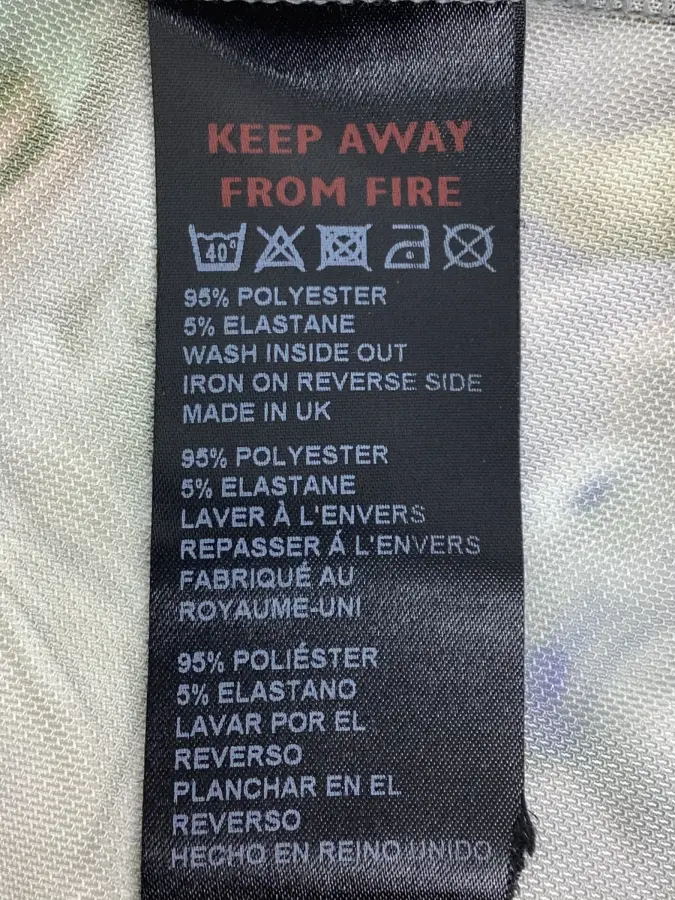 KEEP AWAY
FROM FIRE
40°
95% POLYESTER
5% ELASTANE
WASH INSIDE OUT
IRON ON REVERSE SIDE
MADE IN UK
95% POLYESTER
5% ELASTANE
LAVER À L'ENVERS
REPASSER Á L'ENVERS
FABRIQUÉ AU
ROYAUME-UNI
95% POLIÉSTER
5% ELASTANO
LAVAR POR EL
REVERSO
PLANCHAR EN EL
REVERSO
HECHO EN REINO UNIDO